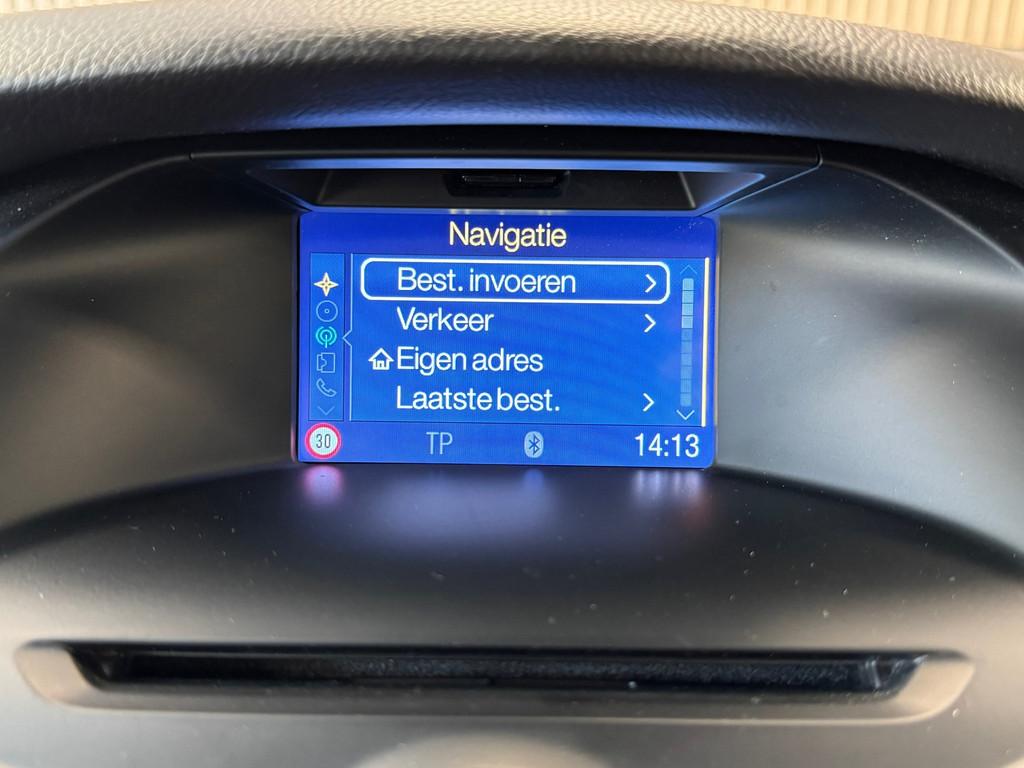 Navigatie
Best. invoeren
Verkeer
Eigen adres
Laatste best.
30 TP 14:13